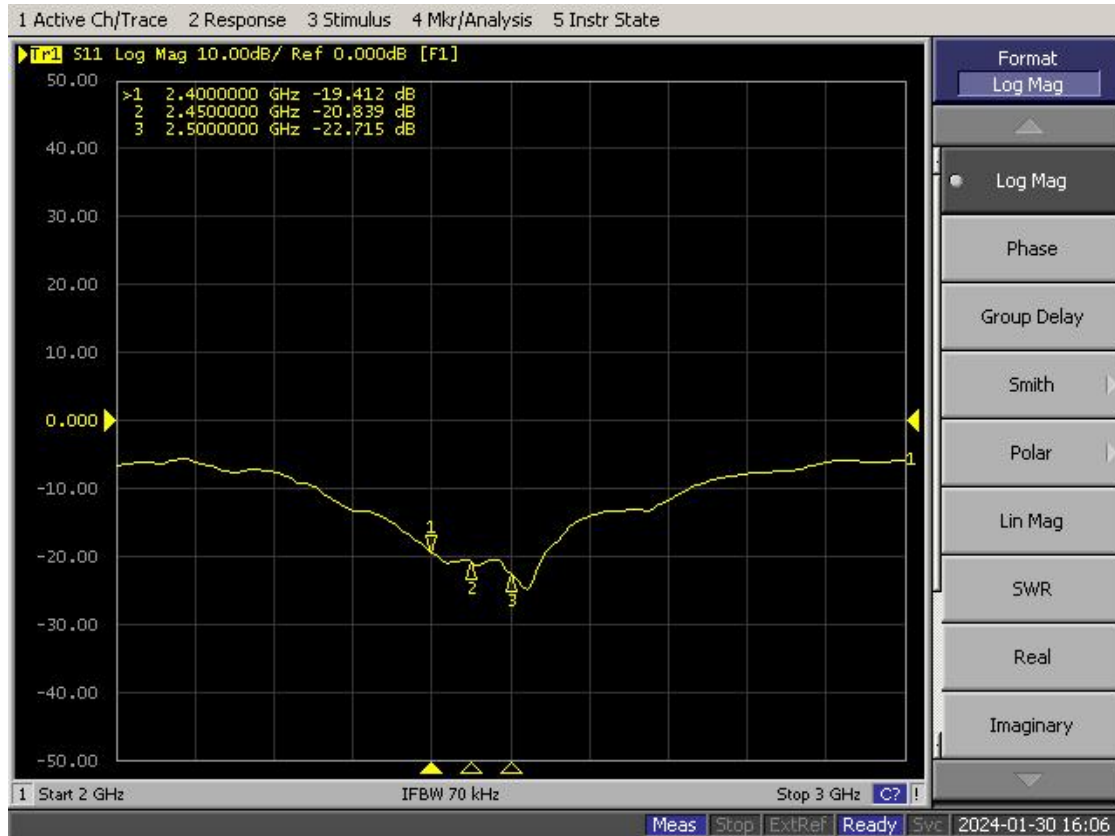 1 Active Ch/Trace 2 Response 3 Stimulus 4 Mkr/Analysis 5 Instr State
Tr1 S11 Log Mag 10.00dB/ Ref 0.000dB [F1]
50.00
>1 2.4000000 GHz -19.412 dB
2 2.4500000 GHz -20.839 dB
3 2.5000000 GHz -22.715 dB
40.00
30.00
20.00
10.00
0.000
-10.00
-20.00
-30.00
-40.00
-50.00
1
1
2
3
1 Start 2 GHz IFBW 70 kHz Stop 3 GHz C? !
Format
Log Mag
Log Mag
Phase
Group Delay
Smith
Polar
Lin Mag
SWR
Real
Imaginary
Meas Stop ExtRef Ready Svc 2024-01-30 16:06